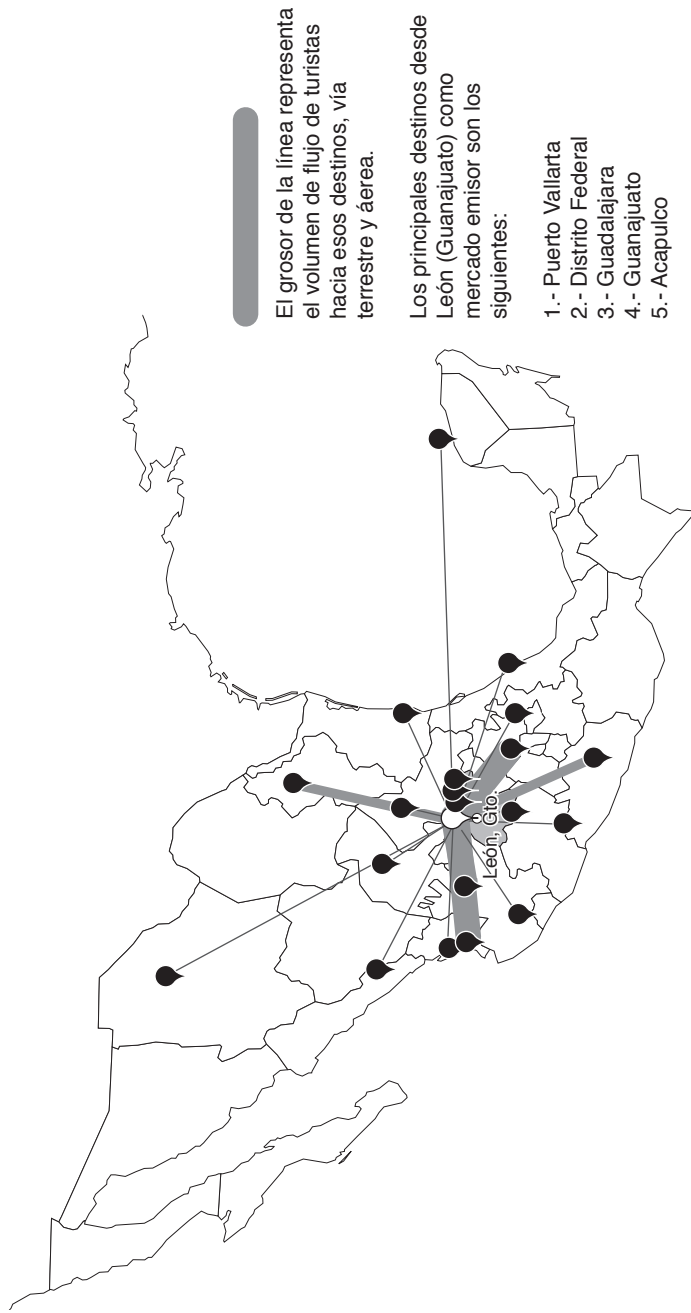 El grosor de la línea representa
el volumen de flujo de turistas
hacia esos destinos, vía
terrestre y áerea.
Los principales destinos desde
León (Guanajuato) como
mercado emisor son los
siguientes:
1.- Puerto Vallarta
2.- Distrito Federal
3.- Guadalajara
4.- Guanajuato
5.- Acapulco
León, Gto.